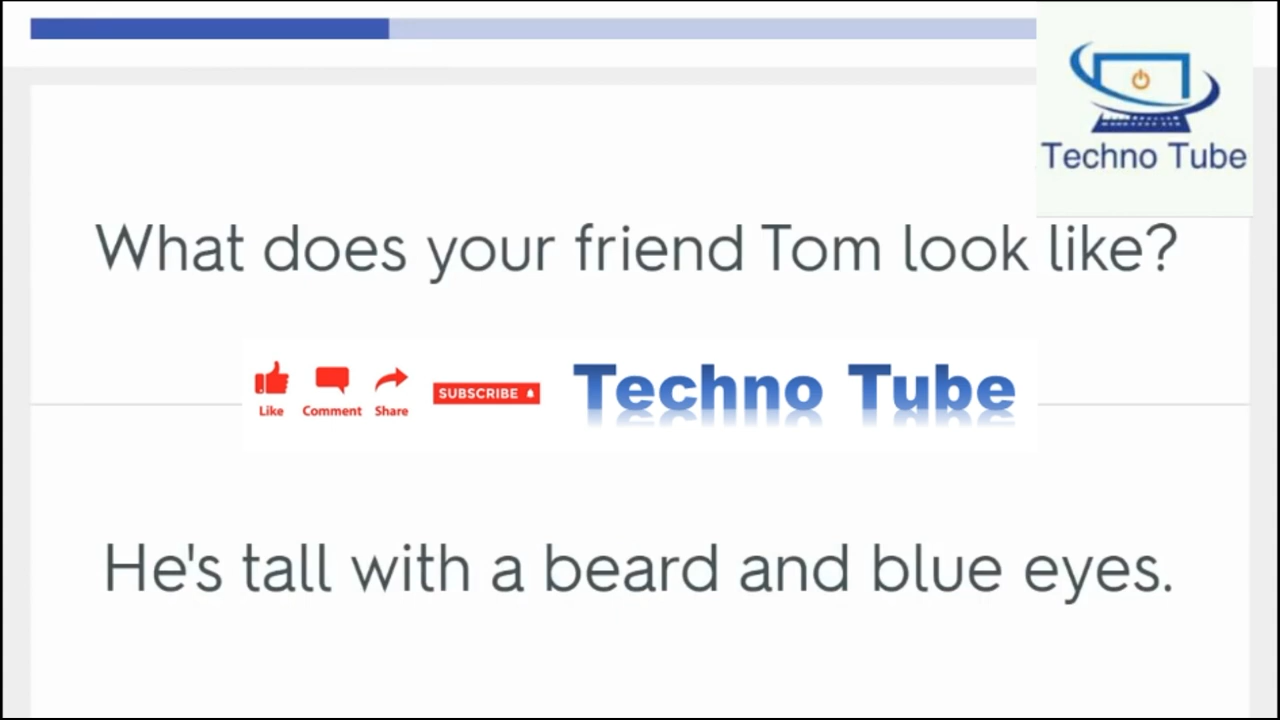 Techno Tube
What does your friend Tom look like?
Like Comment Share SUBSCRIBE Techno Tube
He's tall with a beard and blue eyes.